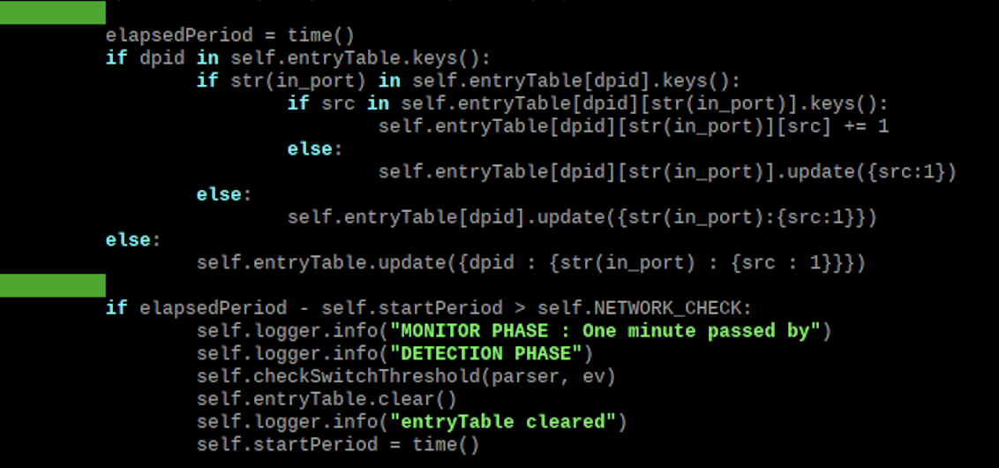 elapsedPeriod = time()
if dpid in self.entryTable.keys():
if str(in_port) in self.entryTable[dpid].keys():
if src in self.entryTable[dpid][str(in_port)].keys():
self.entryTable[dpid][str(in_port)][src] += 1
else:
self.entryTable[dpid][str(in_port)].update({src:1})
else:
self.entryTable[dpid].update({str(in_port):{src:1}})
else:
self.entryTable.update({dpid : {str(in_port) : {src : 1}}})
if elapsedPeriod - self.startPeriod > self.NETWORK_CHECK:
self.logger.info("MONITOR PHASE : One minute passed by")
self.logger.info("DETECTION PHASE")
self.checkSwitchThreshold(parser, ev)
self.entryTable.clear()
self.logger.info("entryTable cleared")
self.startPeriod = time()